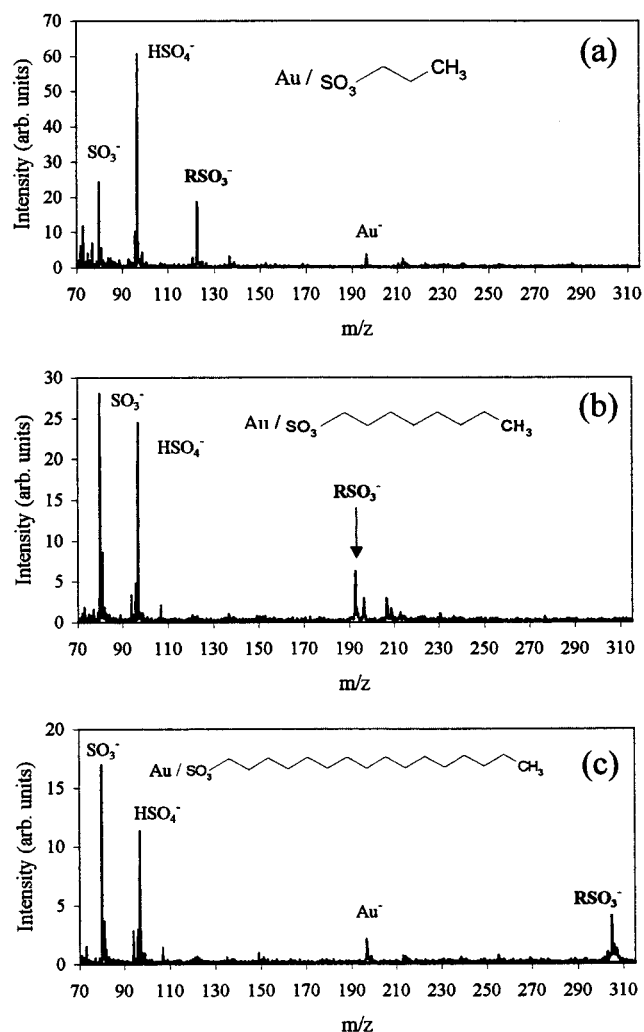 70
60
50
40
30
20
10
0
Intensity (arb. units)
HSO₄⁻
SO₃⁻
RSO₃⁻
Au⁻
Au / SO₃ CH₃
(a)
70 90 110 130 150 170 190 210 230 250 270 290 310
m/z
30
25
20
15
10
5
0
Intensity (arb. units)
SO₃⁻
HSO₄⁻
RSO₃⁻
Au / SO₃ CH₃
(b)
70 90 110 130 150 170 190 210 230 250 270 290 310
m/z
20
15
10
5
0
Intensity (arb. units)
SO₃⁻
HSO₄⁻
Au⁻
RSO₃⁻
Au / SO₃ CH₃
(c)
70 90 110 130 150 170 190 210 230 250 270 290 310
m/z